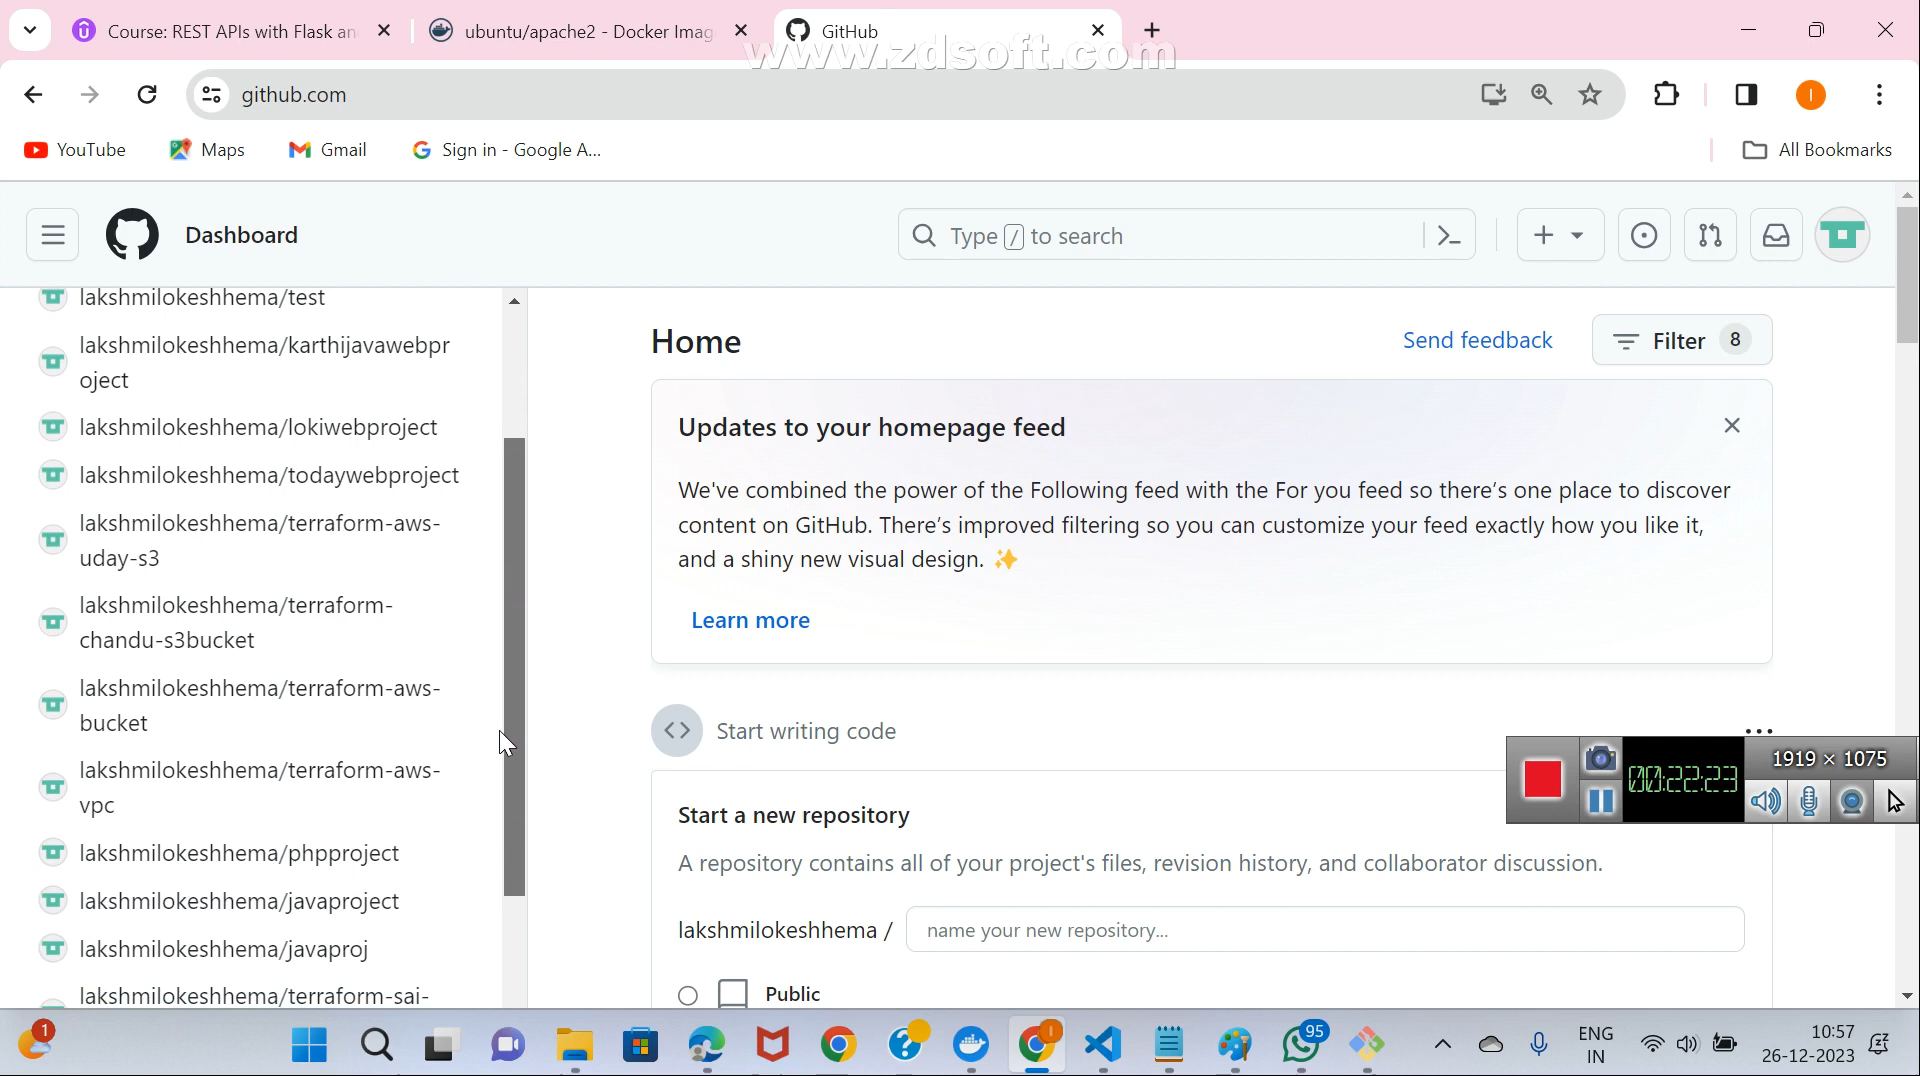 Course: REST APIs with Flask an
ubuntu/apache2 - Docker Imag
GitHub
www.zdsoft.com
github.com
I
YouTube
Maps
Gmail
Sign in - Google A...
All Bookmarks
Dashboard
Type / to search
lakshmilokeshhema/test
lakshmilokeshhema/karthijavawebpr
oject
lakshmilokeshhema/lokiwebproject
lakshmilokeshhema/todaywebproject
lakshmilokeshhema/terraform-aws-
uday-s3
lakshmilokeshhema/terraform-
chandu-s3bucket
lakshmilokeshhema/terraform-aws-
bucket
lakshmilokeshhema/terraform-aws-
vpc
lakshmilokeshhema/phpproject
lakshmilokeshhema/javaproject
lakshmilokeshhema/javaproj
lakshmilokeshhema/terraform-sai-
Home
Send feedback
Filter 8
Updates to your homepage feed
We've combined the power of the Following feed with the For you feed so there's one place to discover
content on GitHub. There's improved filtering so you can customize your feed exactly how you like it,
and a shiny new visual design. ✨
Learn more
Start writing code
Start a new repository
A repository contains all of your project's files, revision history, and collaborator discussion.
lakshmilokeshhema /
name your new repository...
Public
00:22:23
1919 × 1075
1
95
ENG
IN
10:57
26-12-2023